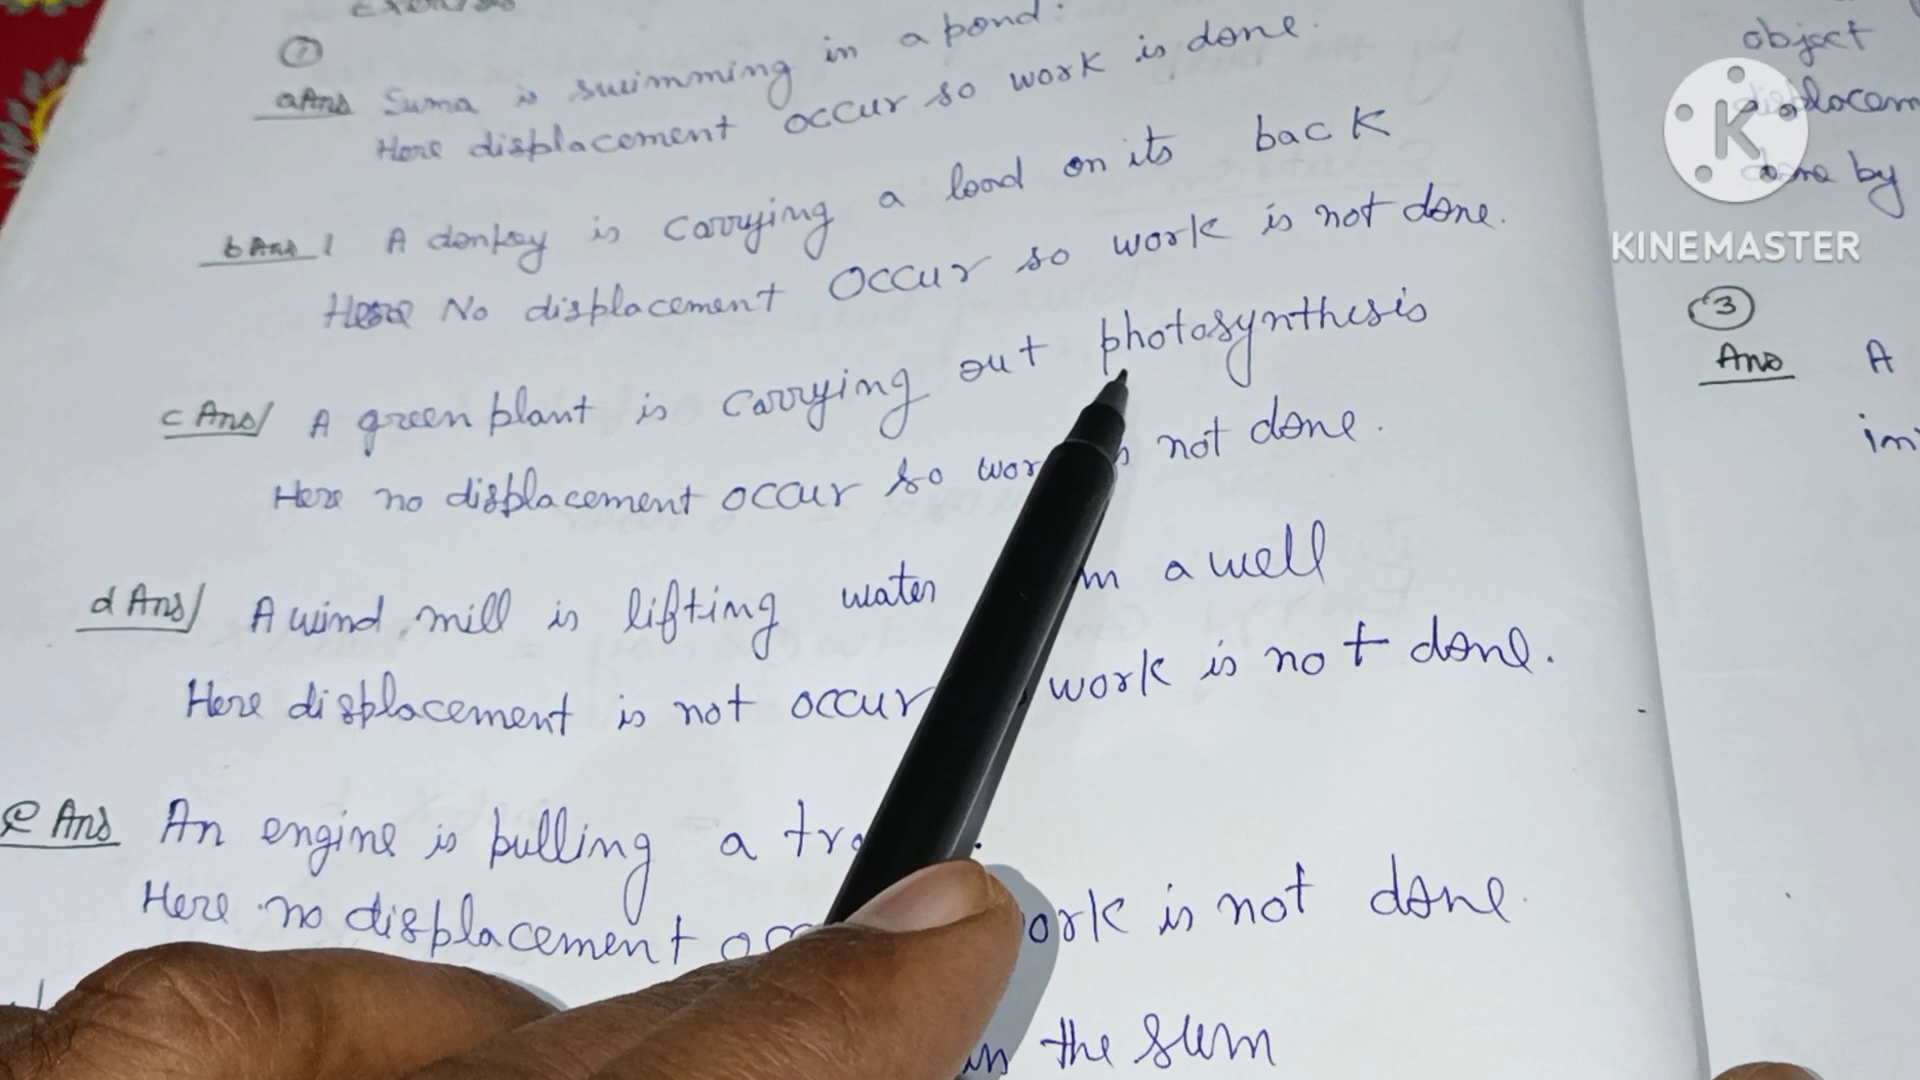 ①
a Ans Suma is swimming in a pond.
Here displacement occur so work is done.
b Ans / A donkey is carrying a load on its back
Here No displacement occur so work is not done.
c Ans/ A green plant is carrying out photosynthesis
Here no displacement occur so not done.
d Ans/ A wind mill is lifting water a well
Here displacement is not occur work is not done.
e Ans An engine is pulling a
Here no displacement is not done.
in the sum
object
done by
③
Ans A
KINEMASTER